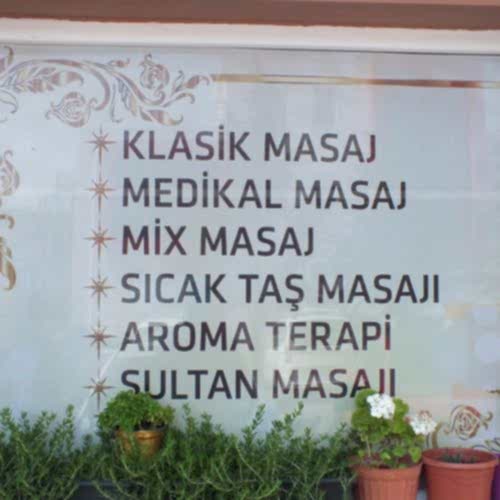 KLASİK MASAJ
MEDİKAL MASAJ
MİX MASAJ
SICAK TAŞ MASAJI
AROMA TERAPİ
SULTAN MASAJI